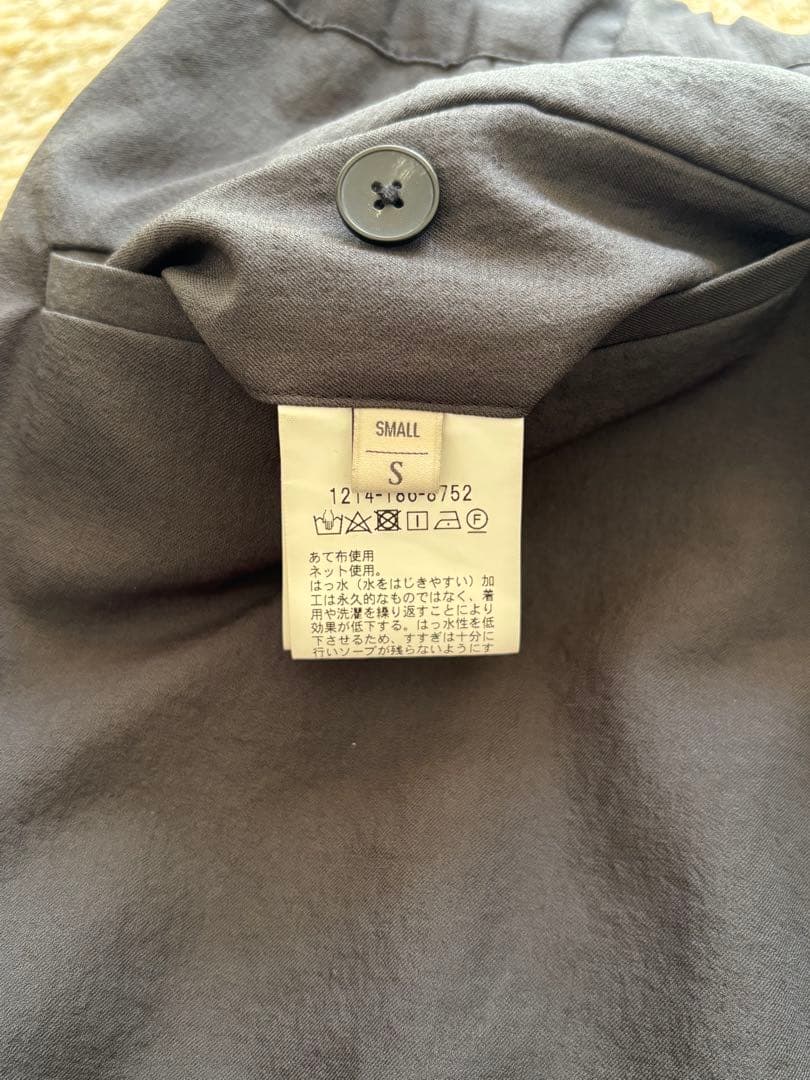 SMALL
S
1214-186-8752
あて布使用
ネット使用。
はっ水（水をはじきやすい）加
工は永久的なものではなく、着
用や洗濯を繰り返すことにより
効果が低下する。はっ水性を低
下させるため、すすぎは十分に
行いソープが残らないようにす